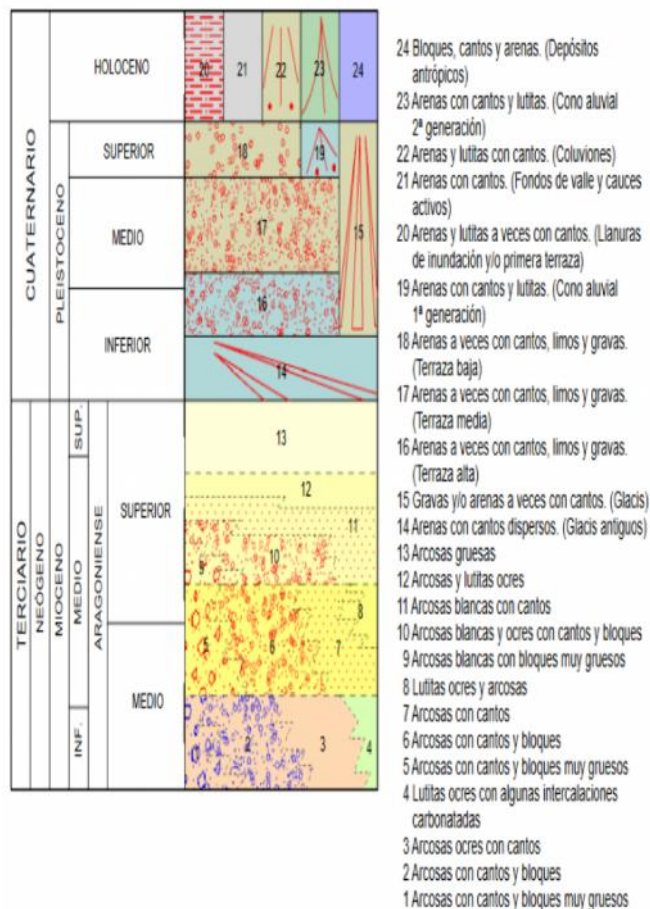 CUATERNARIO
PLEISTOCENO
HOLOCENO
SUPERIOR
MEDIO
INFERIOR
20
21
22
23
24
18
19
17
15
16
14
TERCIARIO
NEÓGENO
MIOCENO
SUP.
MEDIO
INF.
ARAGONIENSE
SUPERIOR
MEDIO
13
12
11
10
9
8
5
6
7
2
3
4
1
24 Bloques, cantos y arenas. (Depósitos
antrópicos)
23 Arenas con cantos y lutitas. (Cono aluvial
2ª generación)
22 Arenas y lutitas con cantos. (Coluviones)
21 Arenas con cantos. (Fondos de valle y cauces
activos)
20 Arenas y lutitas a veces con cantos. (Llanuras
de inundación y/o primera terraza)
19 Arenas con cantos y lutitas. (Cono aluvial
1ª generación)
18 Arenas a veces con cantos, limos y gravas.
(Terraza baja)
17 Arenas a veces con cantos, limos y gravas.
(Terraza media)
16 Arenas a veces con cantos, limos y gravas.
(Terraza alta)
15 Gravas y/o arenas a veces con cantos. (Glacis)
14 Arenas con cantos dispersos. (Glacis antiguos)
13 Arcosas gruesas
12 Arcosas y lutitas ocres
11 Arcosas blancas con cantos
10 Arcosas blancas y ocres con cantos y bloques
9 Arcosas blancas con bloques muy gruesos
8 Lutitas ocres y arcosas
7 Arcosas con cantos
6 Arcosas con cantos y bloques
5 Arcosas con cantos y bloques muy gruesos
4 Lutitas ocres con algunas intercalaciones
carbonatadas
3 Arcosas ocres con cantos
2 Arcosas con cantos y bloques
1 Arcosas con cantos y bloques muy gruesos